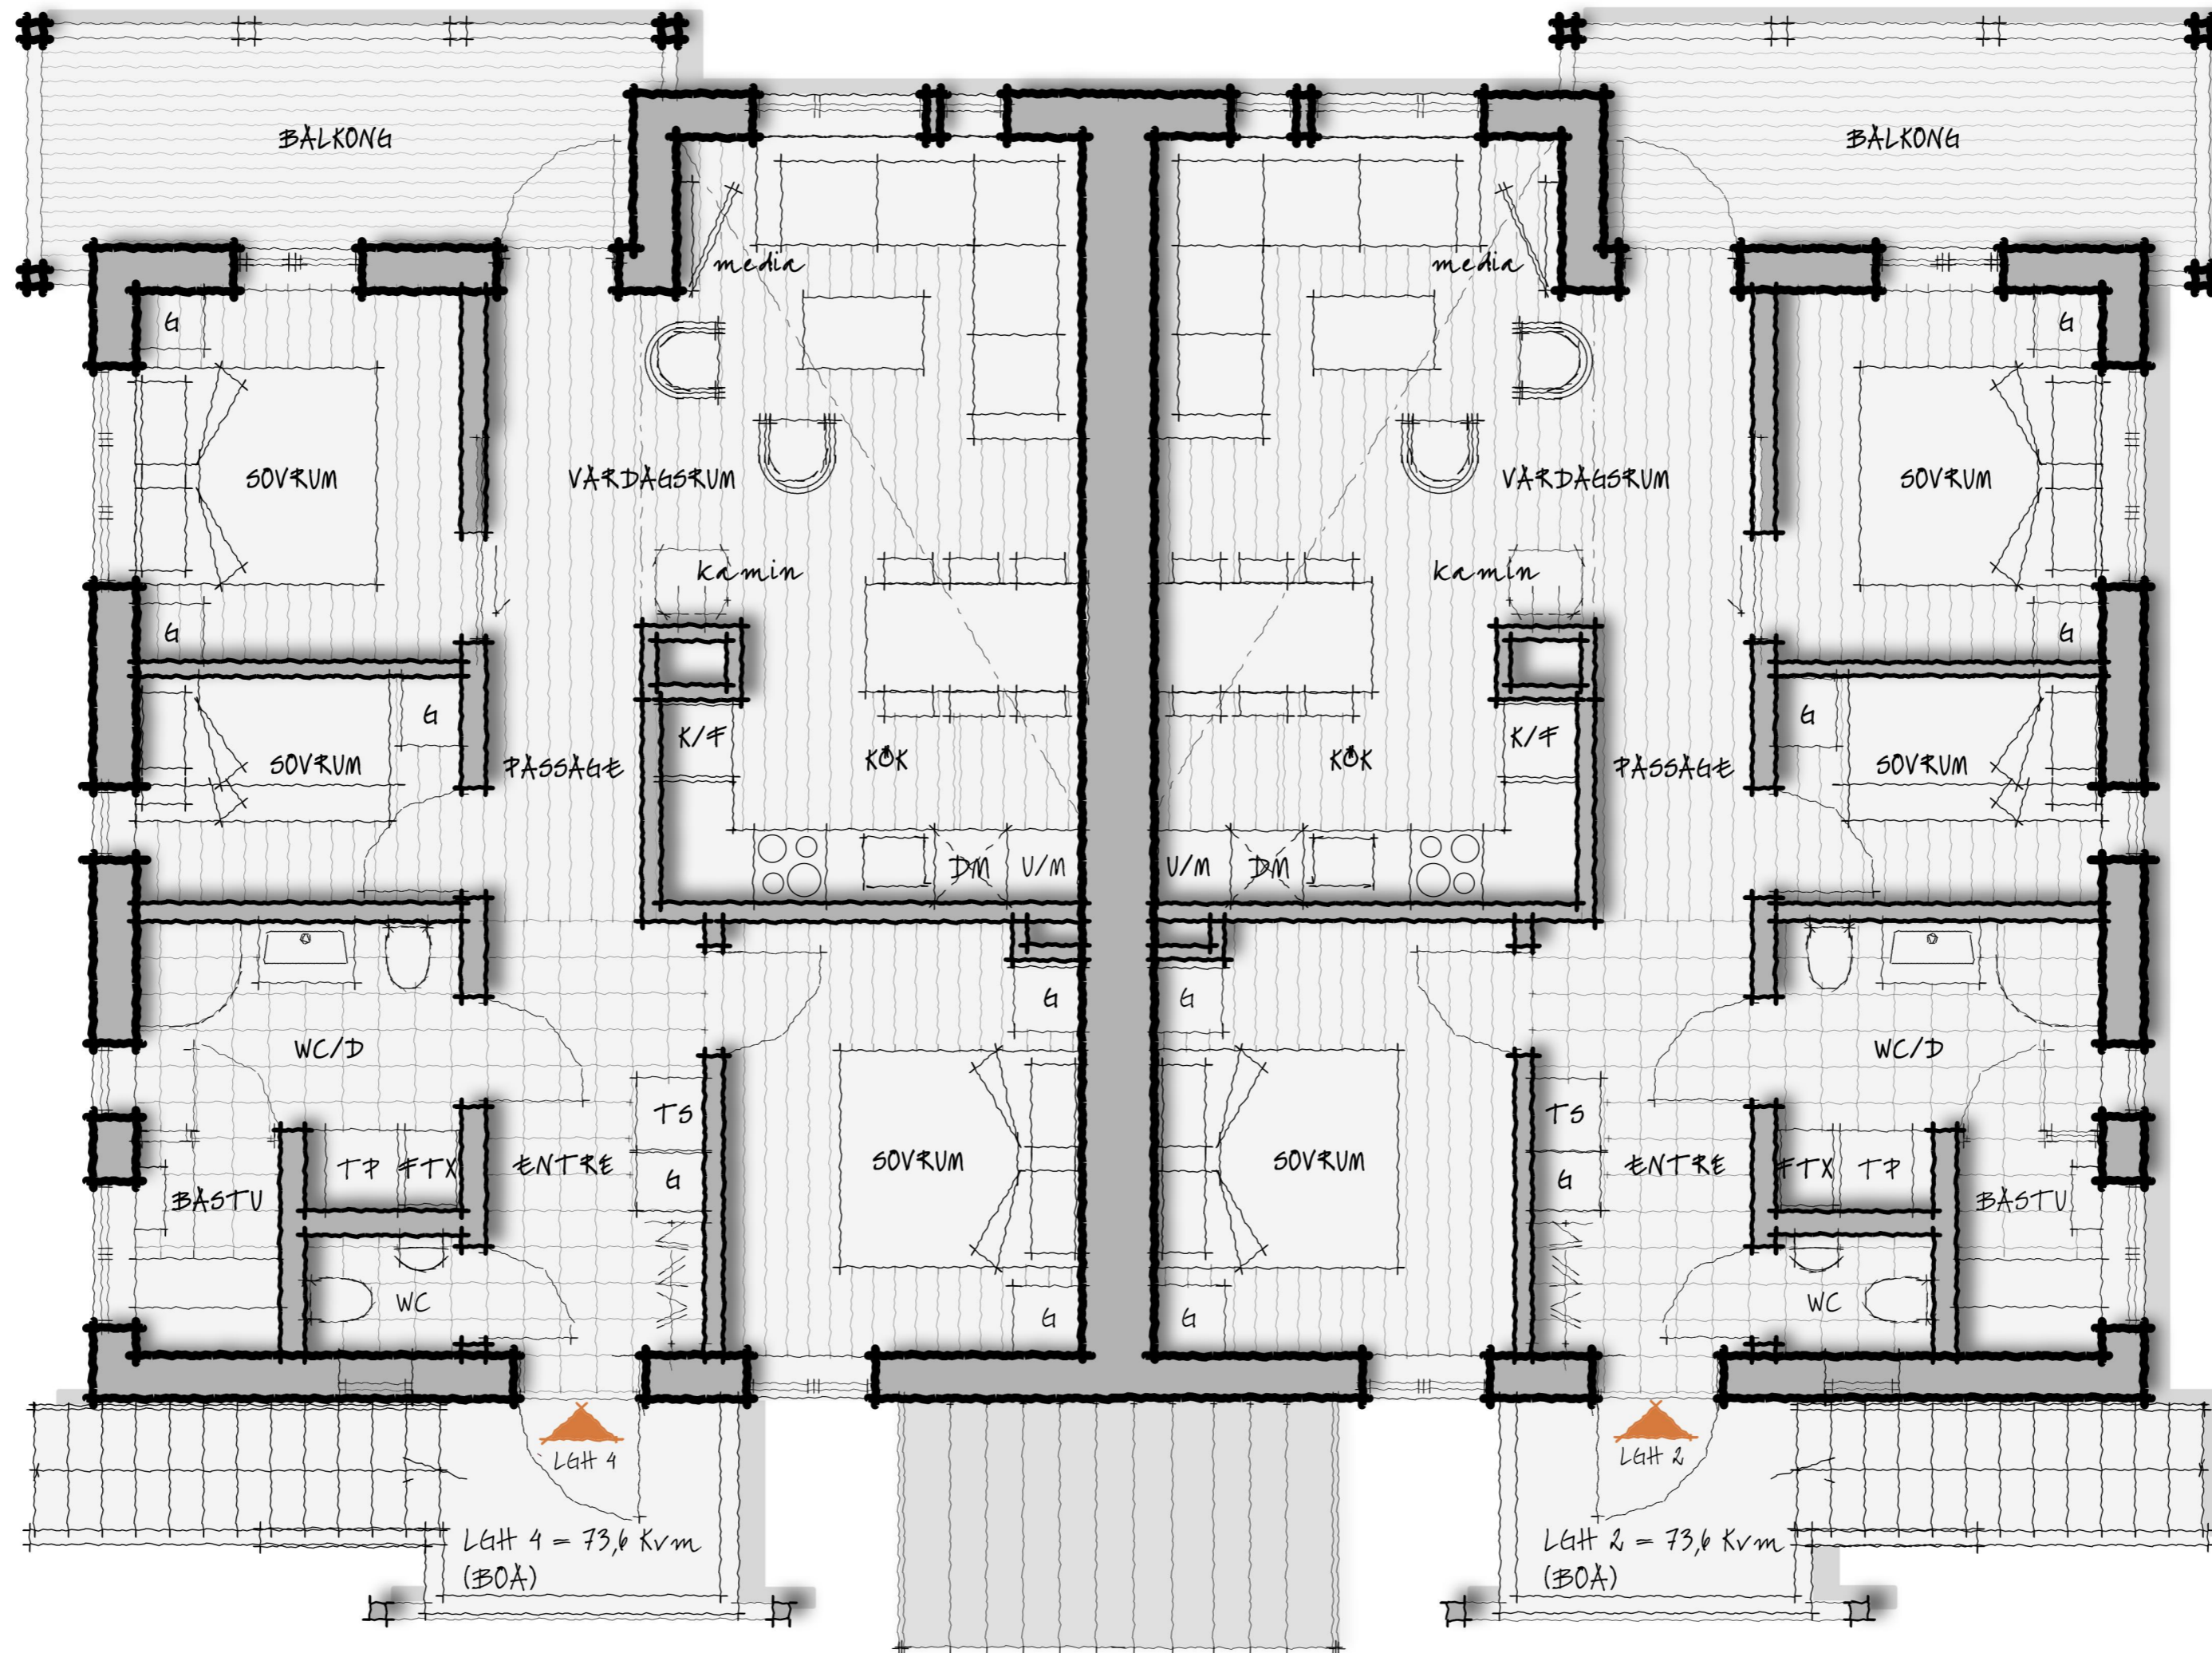 BALKONG
BALKONG
media
media
G
G
SOVRUM
VARDAGSRUM
VARDAGSRUM
SOVRUM
kamin
kamin
G
G
G
K/F
K/F
G
SOVRUM
PASSAGE
KÖK
KÖK
PASSAGE
SOVRUM
DM
U/M
U/M
DM
G
G
WC/D
WC/D
TS
TS
TP
FTX
ENTRE
SOVRUM
SOVRUM
ENTRE
FTX
TP
G
G
BASTU
BASTU
WC
G
G
WC
LGH 4
LGH 2
LGH 4 = 73,6 Kvm
(BOA)
LGH 2 = 73,6 Kvm
(BOA)